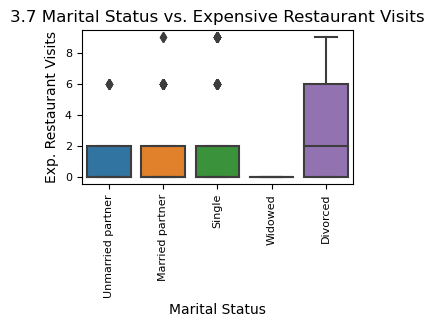 3.7 Marital Status vs. Expensive Restaurant Visits
Exp. Restaurant Visits
8
6
4
2
0
Unmarried partner
Married partner
Single
Widowed
Divorced
Marital Status